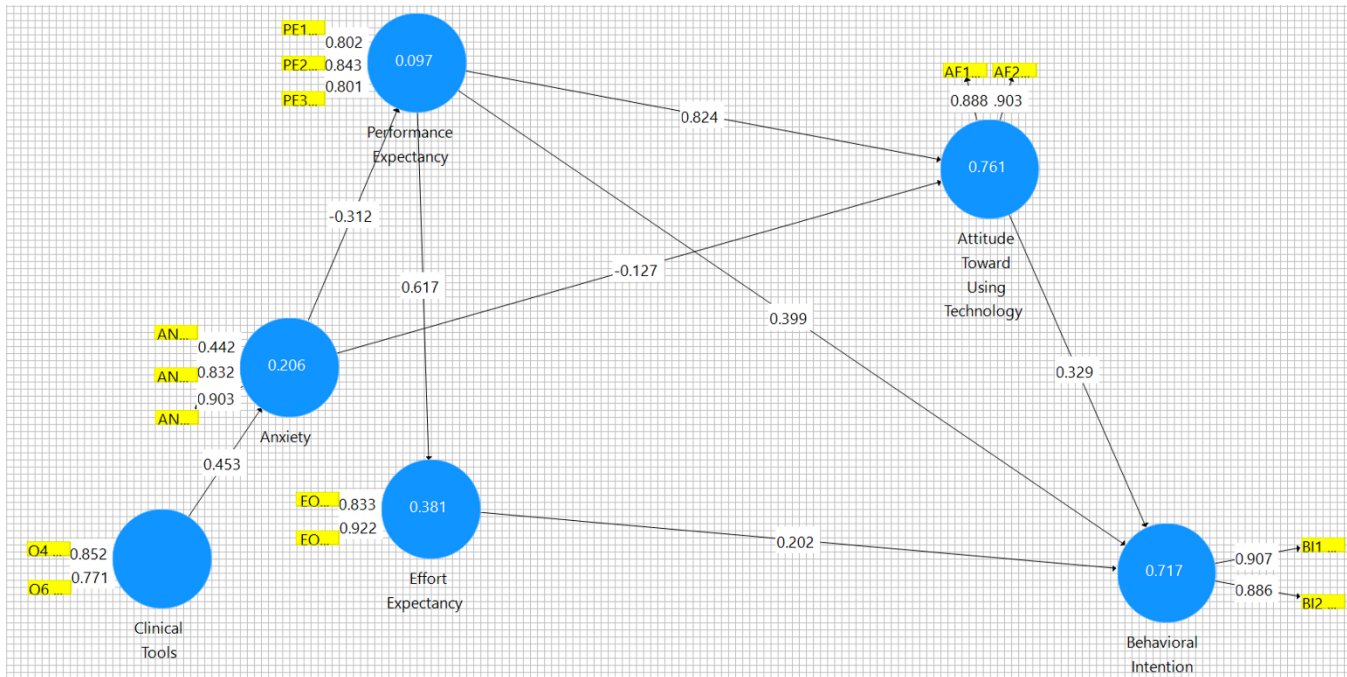 PE1...
0.802
PE2...
0.843
PE3...
0.801
0.097
Performance
Expectancy
AF1... AF2...
0.888 .903
0.761
Attitude
Toward
Using
Technology
0.824
-0.312
-0.127
0.617
0.399
0.329
AN...
0.442
AN...
0.832
AN...
0.903
0.206
Anxiety
0.453
EO...
0.833
EO...
0.922
0.381
Effort
Expectancy
0.202
O4 ...
0.852
O6 ...
0.771
Clinical
Tools
0.717
0.907
BI1 ...
0.886
BI2 ...
Behavioral
Intention